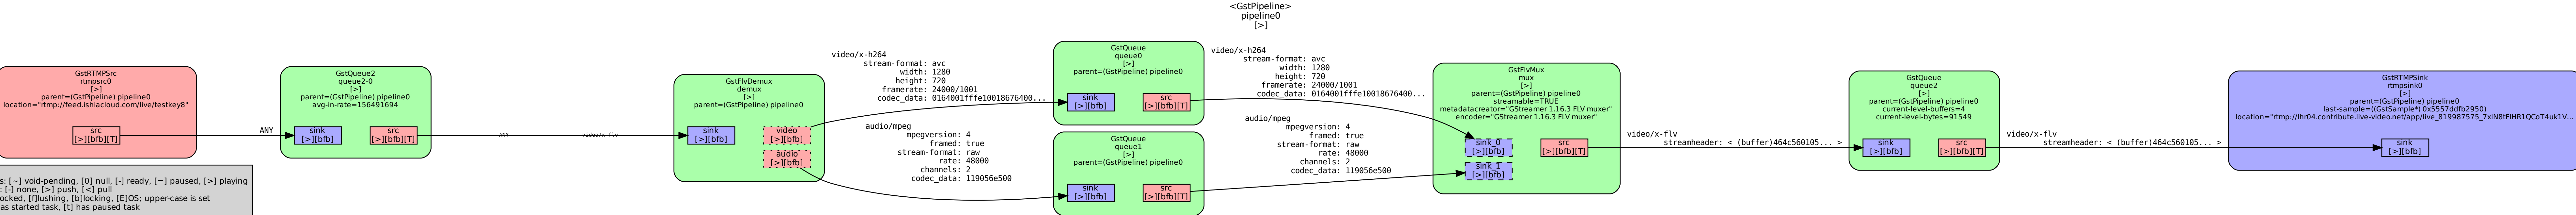 <GstPipeline>
pipeline0
[>]
GstRTMPSrc
rtmpsrc0
[>]
parent=(GstPipeline) pipeline0
location="rtmp://feed.ishiacloud.com/live/testkey8"
src
[>][bfb][T]
ANY
GstQueue2
queue2-0
[>]
parent=(GstPipeline) pipeline0
avg-in-rate=156491694
sink
[>][bfb]
src
[>][bfb][T]
ANY
video/x-flv
GstFlvDemux
demux
[>]
parent=(GstPipeline) pipeline0
sink
[>][bfb]
video
[>][bfb]
audio
[>][bfb]
video/x-h264
stream-format: avc
width: 1280
height: 720
framerate: 24000/1001
codec_data: 0164001fffe10018676400...
audio/mpeg
mpegversion: 4
framed: true
stream-format: raw
rate: 48000
channels: 2
codec_data: 119056e500
GstQueue
queue0
[>]
parent=(GstPipeline) pipeline0
sink
[>][bfb]
src
[>][bfb][T]
GstQueue
queue1
[>]
parent=(GstPipeline) pipeline0
sink
[>][bfb]
src
[>][bfb][T]
video/x-h264
stream-format: avc
width: 1280
height: 720
framerate: 24000/1001
codec_data: 0164001fffe10018676400...
audio/mpeg
mpegversion: 4
framed: true
stream-format: raw
rate: 48000
channels: 2
codec_data: 119056e500
GstFlvMux
mux
[>]
parent=(GstPipeline) pipeline0
streamable=TRUE
metadatacreator="GStreamer 1.16.3 FLV muxer"
encoder="GStreamer 1.16.3 FLV muxer"
sink_0
[>][bfb]
sink_1
[>][bfb]
src
[>][bfb][T]
video/x-flv
streamheader: < (buffer)464c560105... >
GstQueue
queue2
[>]
parent=(GstPipeline) pipeline0
current-level-buffers=4
current-level-bytes=91549
sink
[>][bfb]
src
[>][bfb][T]
video/x-flv
streamheader: < (buffer)464c560105... >
GstRTMPSink
rtmpsink0
[>]
parent=(GstPipeline) pipeline0
last-sample=((GstSample*) 0x5557ddfb2950)
location="rtmp://lhr04.contribute.live-video.net/app/live_819987575_7xlN8tFlHR1QCoT4uk1V...
sink
[>][bfb]
s: [~] void-pending, [0] null, [-] ready, [=] paused, [>] playing
: [-] none, [>] push, [<] pull
ocked, [f]lushing, [b]locking, [E]OS; upper-case is set
as started task, [t] has paused task